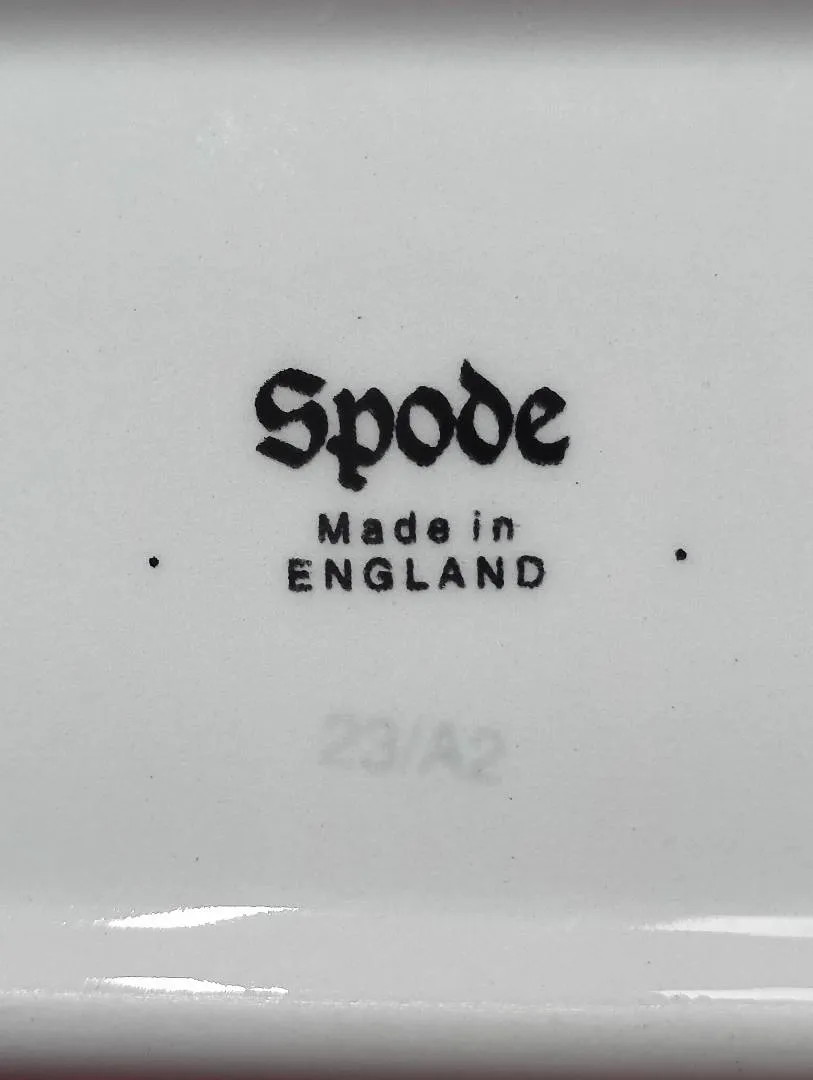 Spode
Made in
ENGLAND
23/A2